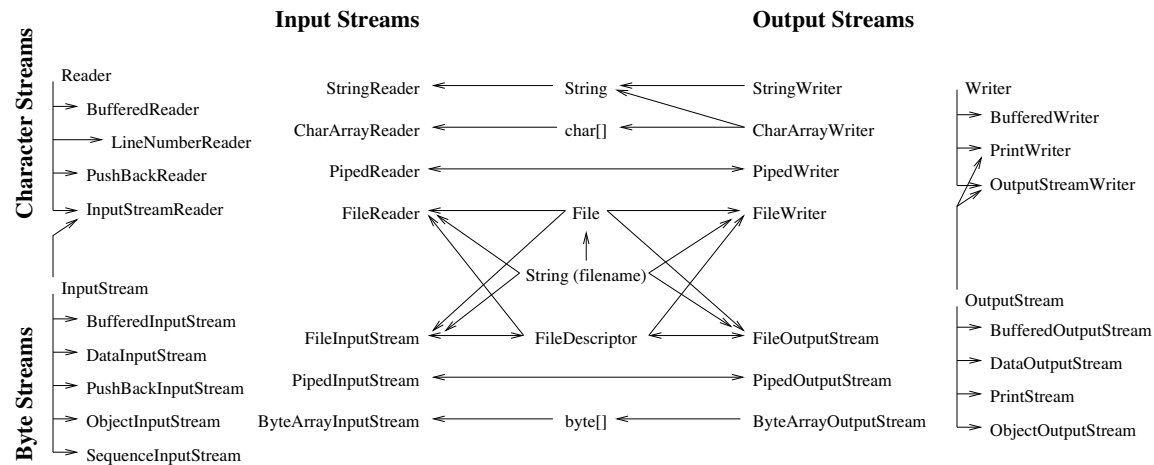 Input Streams
Output Streams
Character Streams
Reader
BufferedReader
LineNumberReader
PushBackReader
InputStreamReader
StringReader
String
StringWriter
CharArrayReader
char[]
CharArrayWriter
PipedReader
PipedWriter
FileReader
File
FileWriter
String (filename)
Writer
BufferedWriter
PrintWriter
OutputStreamWriter
Byte Streams
InputStream
BufferedInputStream
DataInputStream
PushBackInputStream
ObjectInputStream
SequenceInputStream
FileInputStream
FileDescriptor
FileOutputStream
PipedInputStream
PipedOutputStream
ByteArrayInputStream
byte[]
ByteArrayOutputStream
OutputStream
BufferedOutputStream
DataOutputStream
PrintStream
ObjectOutputStream